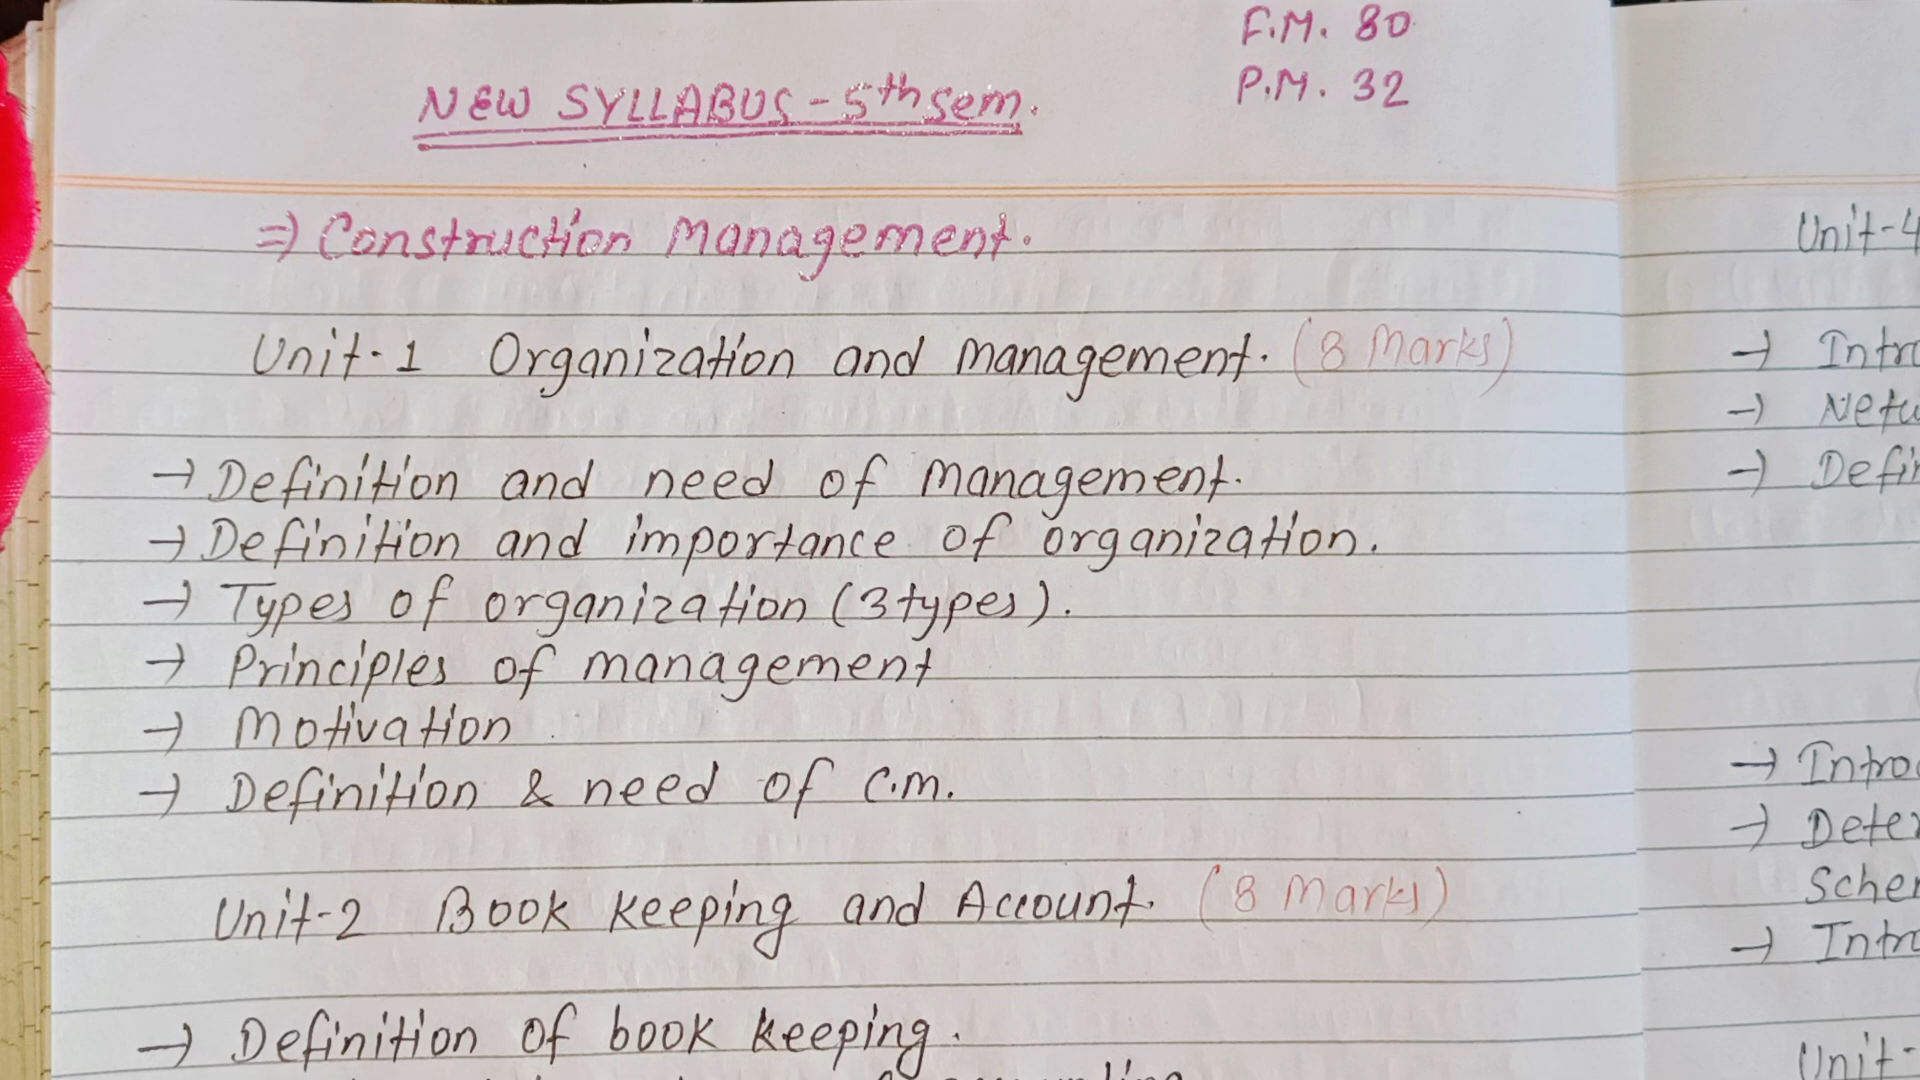 F.M. 80
P.M. 32
NEW SYLLABUS - 5th sem.
⇒ Construction Management.
Unit-1 Organization and management. (8 Marks)
→ Definition and need of management.
→ Definition and importance of organization.
→ Types of organization (3 types).
→ Principles of management
→ Motivation
→ Definition & need of C.m.
Unit-2 Book keeping and Account. (8 Marks)
→ Definition of book keeping.
Unit-4
→
→
→
→
→
→
Unit-